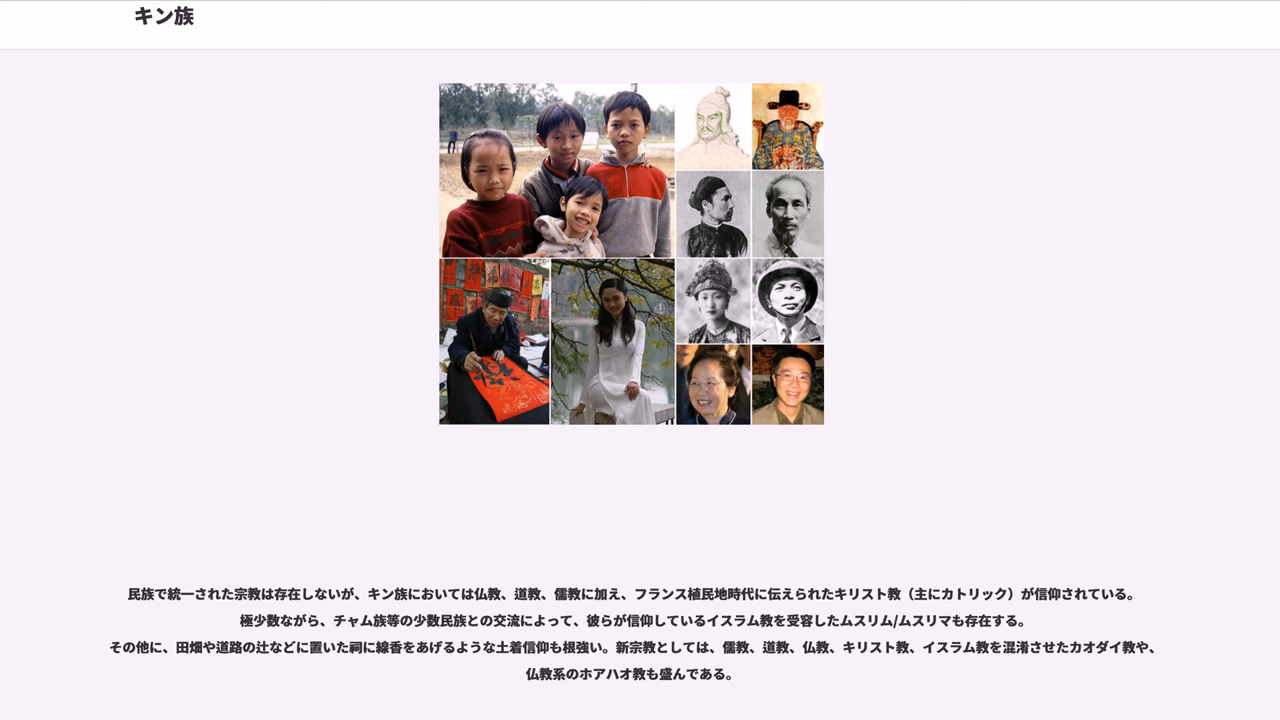 キン族
民族で統一された宗教は存在しないが、キン族においては仏教、道教、儒教に加え、フランス植民地時代に伝えられたキリスト教（主にカトリック）が信仰されている。
極少数ながら、チャム族等の少数民族との交流によって、彼らが信仰しているイスラム教を受容したムスリム/ムスリマも存在する。
その他に、田畑や道路の辻などに置いた祠に線香をあげるような土着信仰も根強い。新宗教としては、儒教、道教、仏教、キリスト教、イスラム教を混淆させたカオダイ教や、
仏教系のホアハオ教も盛んである。